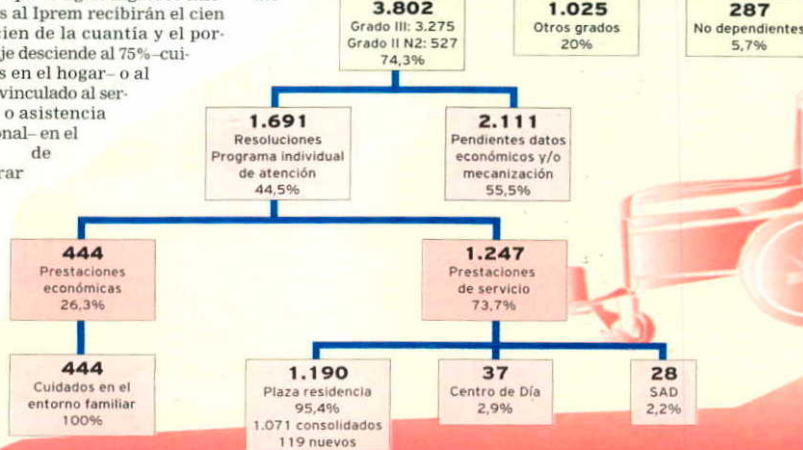 s al Iprem recibirán el cien
cien de la cuantía y el por-
je desciende al 75% –cui-
s en el hogar– o al
vinculado al ser-
o asistencia
onal– en el
de
rar
3.802
Grado III: 3.275
Grado II N2: 527
74,3%
1.025
Otros grados
20%
287
No dependientes
5,7%
1.691
Resoluciones
Programa individual
de atención
44,5%
2.111
Pendientes datos
económicos y/o
mecanización
55,5%
444
Prestaciones
económicas
26,3%
1.247
Prestaciones
de servicio
73,7%
444
Cuidados en el
entorno familiar
100%
1.190
Plaza residencia
95,4%
1.071 consolidados
119 nuevos
37
Centro de Día
2,9%
28
SAD
2,2%